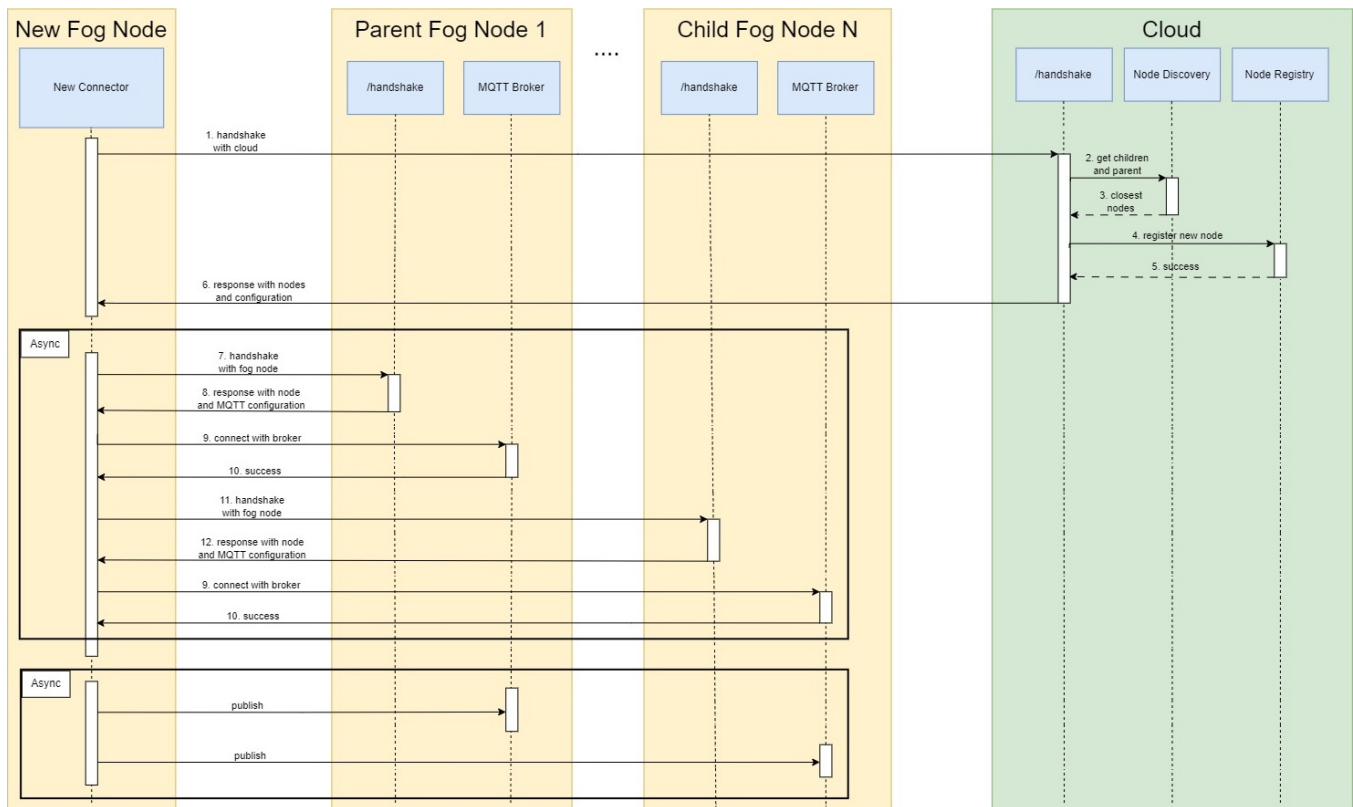 New Fog Node
Parent Fog Node 1
....
Child Fog Node N
Cloud
New Connector
/handshake
MQTT Broker
/handshake
MQTT Broker
/handshake
Node Discovery
Node Registry
1. handshake
with cloud
2. get children
and parent
3. closest
nodes
4. register new node
5. success
6. response with nodes
and configuration
Async
7. handshake
with fog node
8. response with node
and MQTT configuration
9. connect with broker
10. success
11. handshake
with fog node
12. response with node
and MQTT configuration
9. connect with broker
10. success
Async
publish
publish